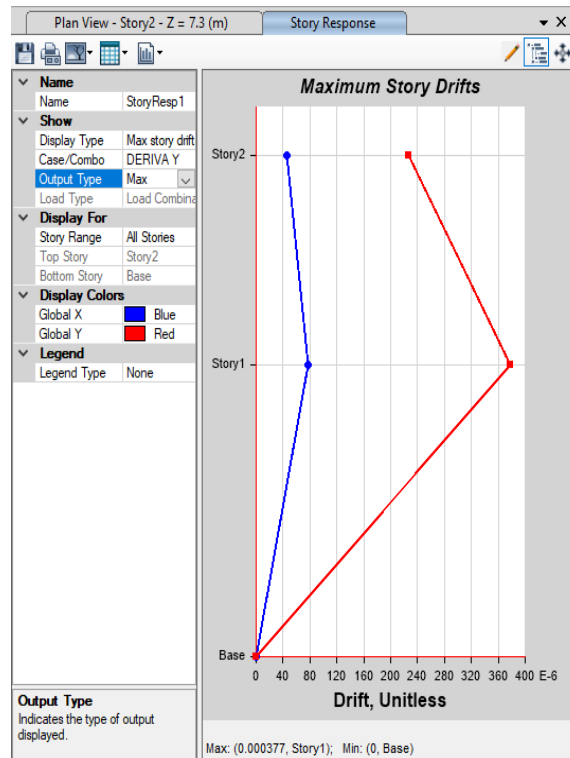 Plan View - Story2 - Z = 7.3 (m)
Story Response
Name
Name StoryResp1
Show
Display Type Max story drift
Case/Combo DERIVA Y
Output Type Max
Load Type Load Combina
Display For
Story Range All Stories
Top Story Story2
Bottom Story Base
Display Colors
Global X Blue
Global Y Red
Legend
Legend Type None
Output Type
Indicates the type of output
displayed.
Maximum Story Drifts
Story2
Story1
Base
0 40 80 120 160 200 240 280 320 360 400 E-6
Drift, Unitless
Max: (0.000377, Story1); Min: (0, Base)